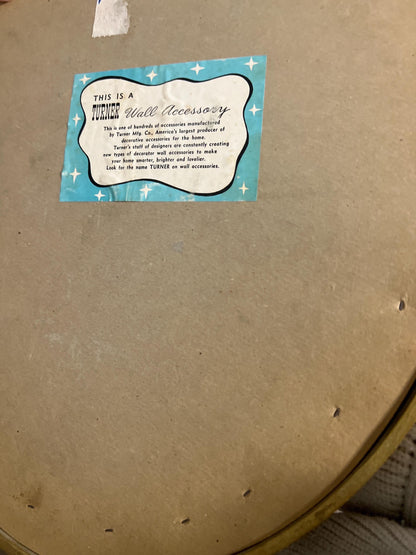 THIS IS A
TURNER Wall Accessory
This is one of hundreds of accessories manufactured
by Turner Mfg. Co., America's largest producer of
decorative accessories for the home.
Turner's staff of designers are constantly creating
new types of decorator wall accessories to make
your home smarter, brighter and lovelier.
Look for the name TURNER on wall accessories.